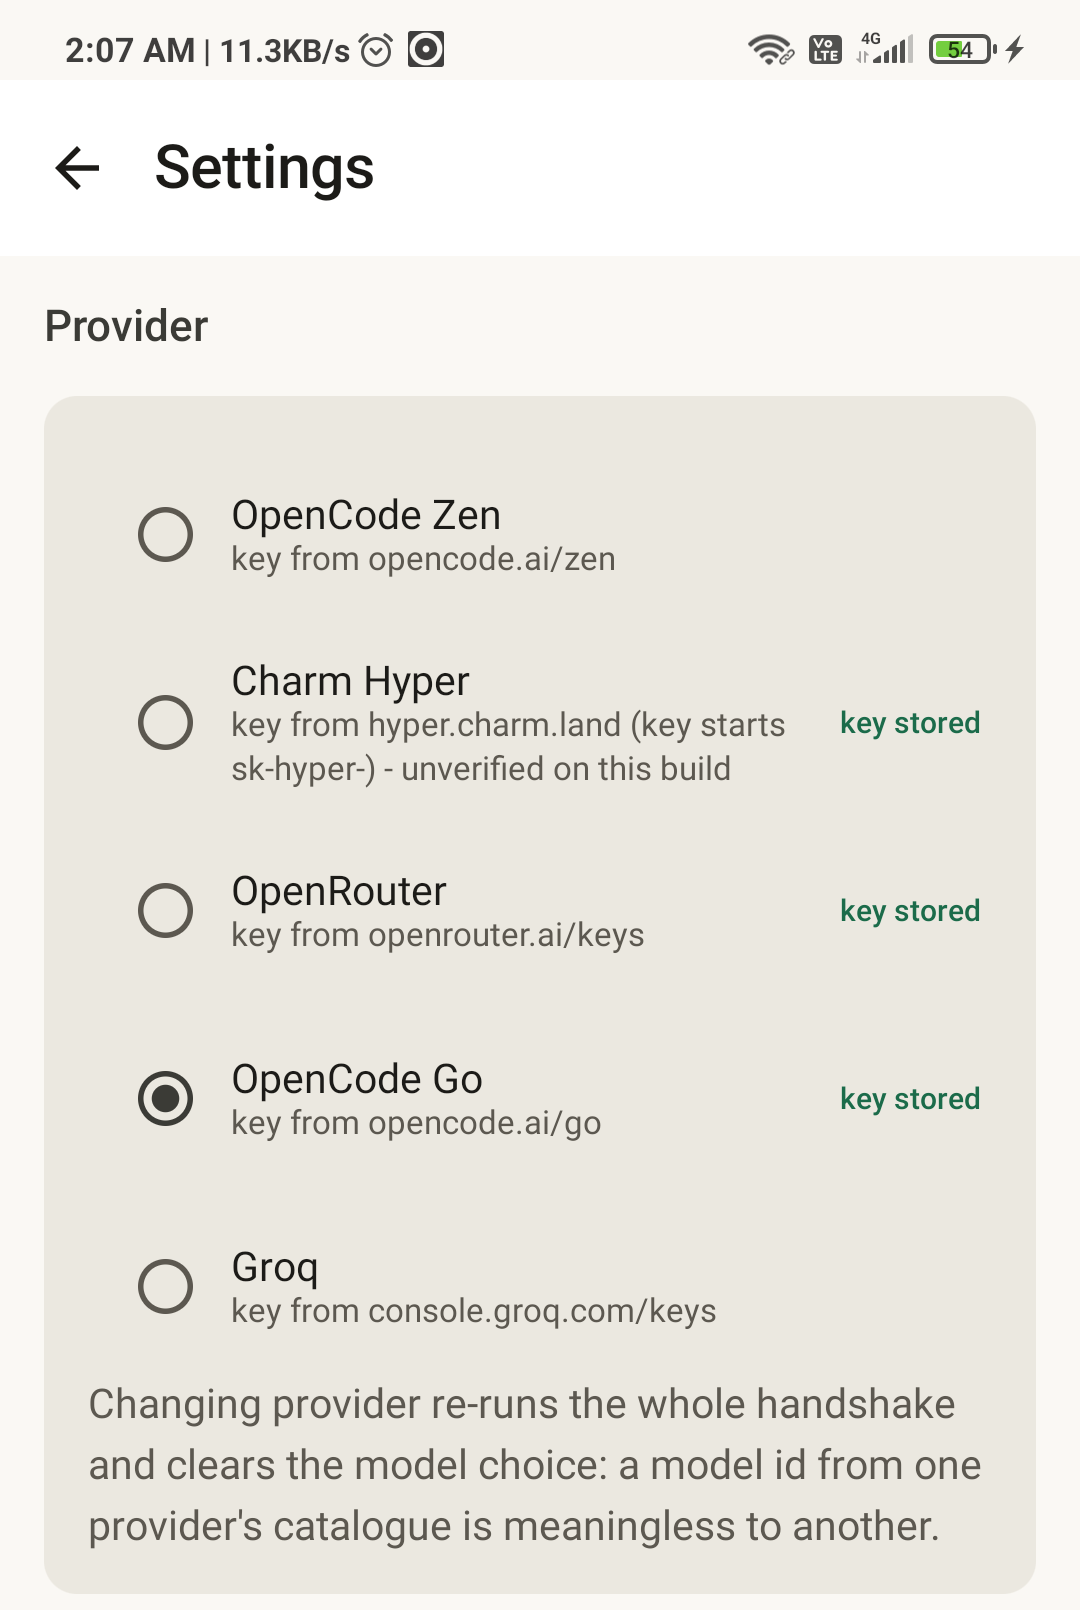 2:07 AM | 11.3KB/s
Vo LTE 4G 54
Settings
Provider
OpenCode Zen
key from opencode.ai/zen
Charm Hyper
key from hyper.charm.land (key starts
sk-hyper-) - unverified on this build
key stored
OpenRouter
key from openrouter.ai/keys
key stored
OpenCode Go
key from opencode.ai/go
key stored
Groq
key from console.groq.com/keys
Changing provider re-runs the whole handshake
and clears the model choice: a model id from one
provider's catalogue is meaningless to another.